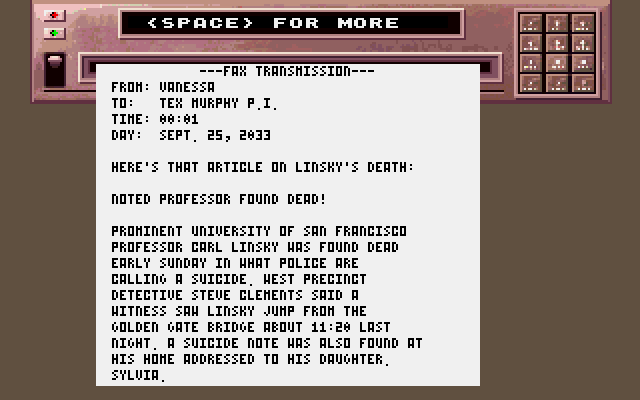 <SPACE> FOR MORE
---FAX TRANSMISSION---
FROM: VANESSA
TO: TEX MURPHY P.I.
TIME: 00:01
DAY: SEPT. 25, 2033
HERE'S THAT ARTICLE ON LINSKY'S DEATH:
NOTED PROFESSOR FOUND DEAD!
PROMINENT UNIVERSITY OF SAN FRANCISCO
PROFESSOR CARL LINSKY WAS FOUND DEAD
EARLY SUNDAY IN WHAT POLICE ARE
CALLING A SUICIDE. WEST PRECINCT
DETECTIVE STEVE CLEMENTS SAID A
WITNESS SAW LINSKY JUMP FROM THE
GOLDEN GATE BRIDGE ABOUT 11:20 LAST
NIGHT. A SUICIDE NOTE WAS ALSO FOUND AT
HIS HOME ADDRESSED TO HIS DAUGHTER,
SYLVIA.